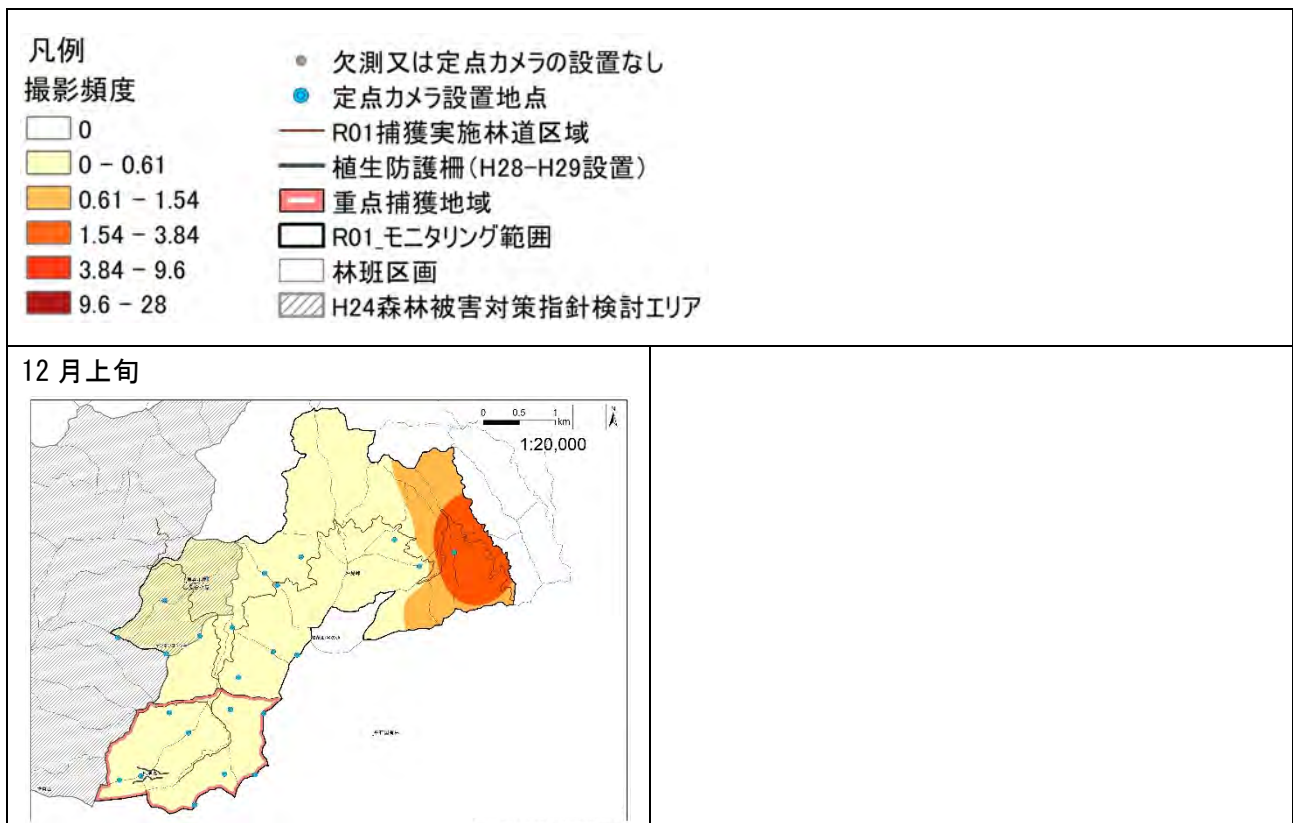 凡例
撮影頻度
0
0 - 0.61
0.61 - 1.54
1.54 - 3.84
3.84 - 9.6
9.6 - 28
欠測又は定点カメラの設置なし
定点カメラ設置地点
R01捕獲実施林道区域
植生防護柵(H28-H29設置)
重点捕獲地域
R01_モニタリング範囲
林班区画
H24森林被害対策指針検討エリア
12月上旬
0 0.5 1
km
N
1:20,000